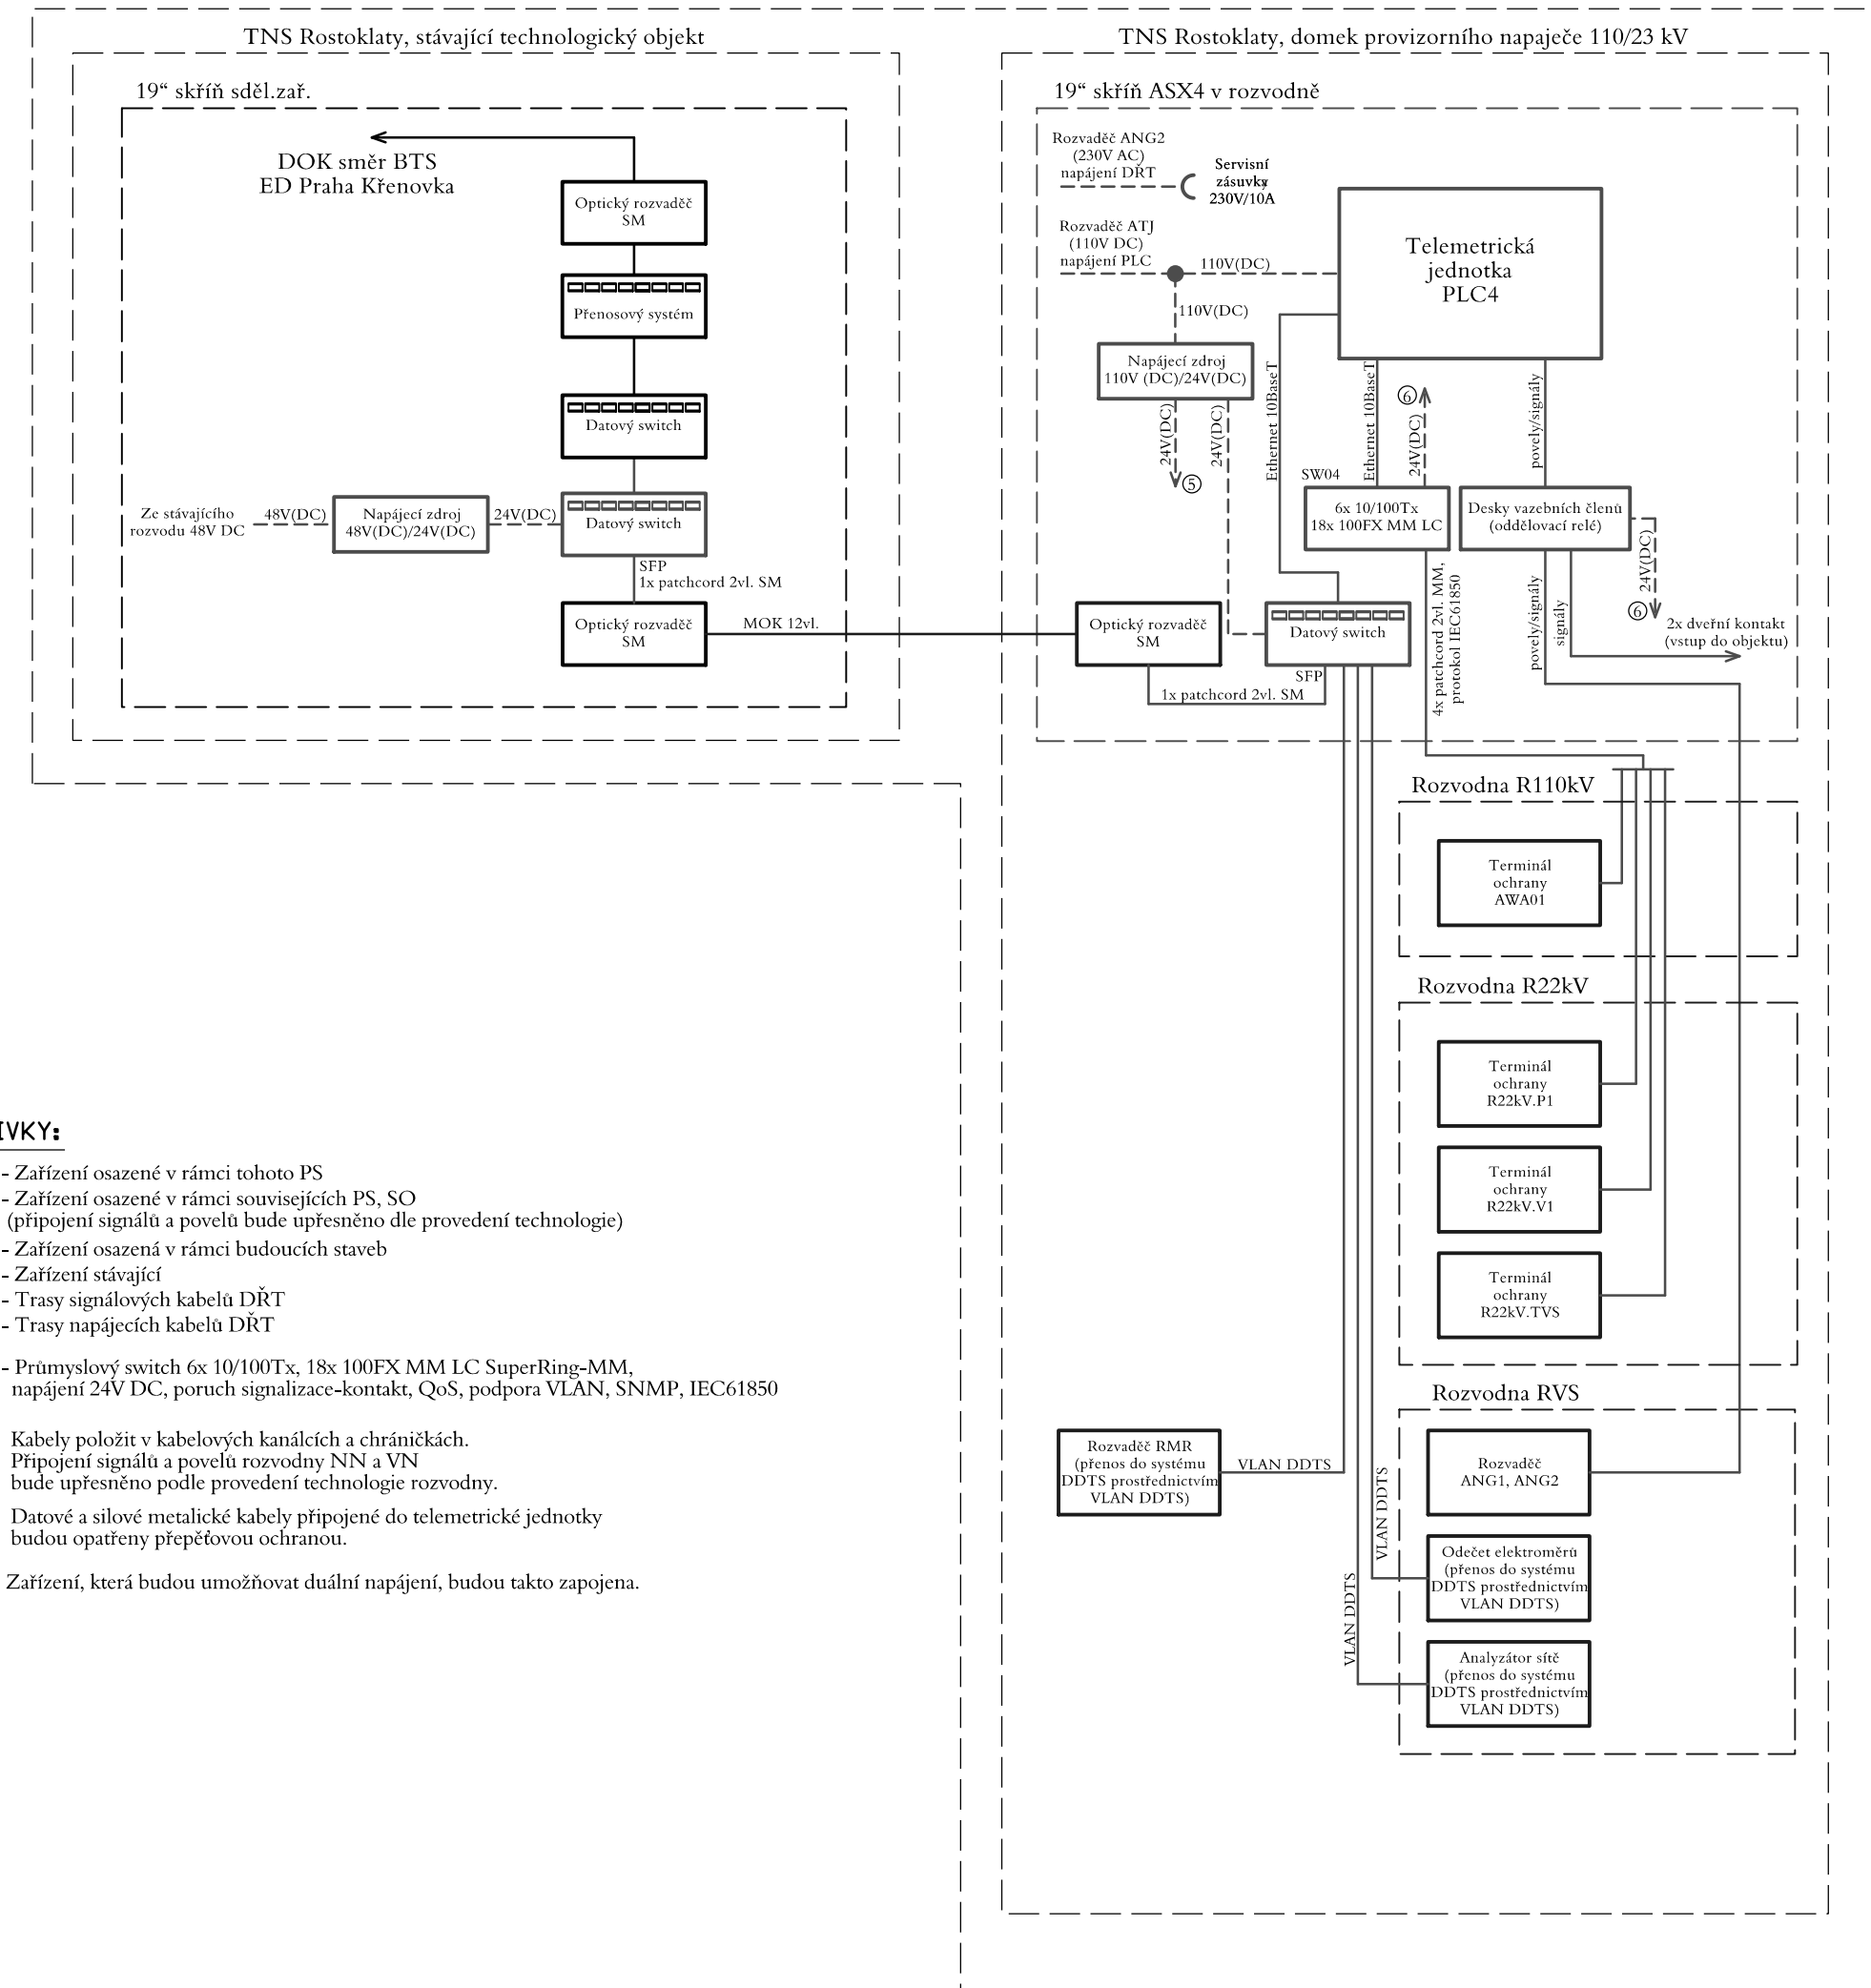 TNS Rostoklaty, stávající technologický objekt
19“ skříň sděl.zař.
DOK směr BTS
ED Praha Křenovka
Optický rozvaděč
SM
Přenosový systém
Datový switch
Ze stávajícího
rozvodu 48V DC
48V(DC)
Napájecí zdroj
48V(DC)/24V(DC)
24V(DC)
Datový switch
SFP
1x patchcord 2vl. SM
Optický rozvaděč
SM
MOK 12vl.
TNS Rostoklaty, domek provizorního napaječe 110/23 kV
19“ skříň ASX4 v rozvodně
Rozvaděč ANG2
(230V AC)
napájení DŘT
Servisní
zásuvky
230V/10A
Rozvaděč ATJ
(110V DC)
napájení PLC
110V(DC)
110V(DC)
Telemetrická
jednotka
PLC4
Napájecí zdroj
110V (DC)/24V(DC)
24V(DC)
5
24V(DC)
Ethernet 10BaseT
Ethernet 10BaseT
6
24V(DC)
povely/signály
SW04
6x 10/100Tx
18x 100FX MM LC
Desky vazebních členů
(oddělovací relé)
24V(DC)
6
2x dveřní kontakt
(vstup do objektu)
povely/signály
signály
4x patchcord 2vl. MM,
protokol IEC61850
Optický rozvaděč
SM
Datový switch
SFP
1x patchcord 2vl. SM
Rozvodna R110kV
Terminál
ochrany
AWA01
Rozvodna R22kV
Terminál
ochrany
R22kV.P1
Terminál
ochrany
R22kV.V1
Terminál
ochrany
R22kV.TVS
Rozvodna RVS
Rozvaděč RMR
(přenos do systému
DDTS prostřednictvím
VLAN DDTS)
VLAN DDTS
VLAN DDTS
VLAN DDTS
Rozvaděč
ANG1, ANG2
Odečet elektroměrů
(přenos do systému
DDTS prostřednictvím
VLAN DDTS)
Analyzátor sítě
(přenos do systému
DDTS prostřednictvím
VLAN DDTS)
IVKY:
- Zařízení osazené v rámci tohoto PS
- Zařízení osazené v rámci souvisejících PS, SO
(připojení signálů a povelů bude upřesněno dle provedení technologie)
- Zařízení osazená v rámci budoucích staveb
- Zařízení stávající
- Trasy signálových kabelů DŘT
- Trasy napájecích kabelů DŘT
- Průmyslový switch 6x 10/100Tx, 18x 100FX MM LC SuperRing-MM,
napájení 24V DC, poruch signalizace-kontakt, QoS, podpora VLAN, SNMP, IEC61850
Kabely položit v kabelových kanálcích a chráničkách.
Připojení signálů a povelů rozvodny NN a VN
bude upřesněno podle provedení technologie rozvodny.
Datové a silové metalické kabely připojené do telemetrické jednotky
budou opatřeny přepěťovou ochranou.
Zařízení, která budou umožňovat duální napájení, budou takto zapojena.